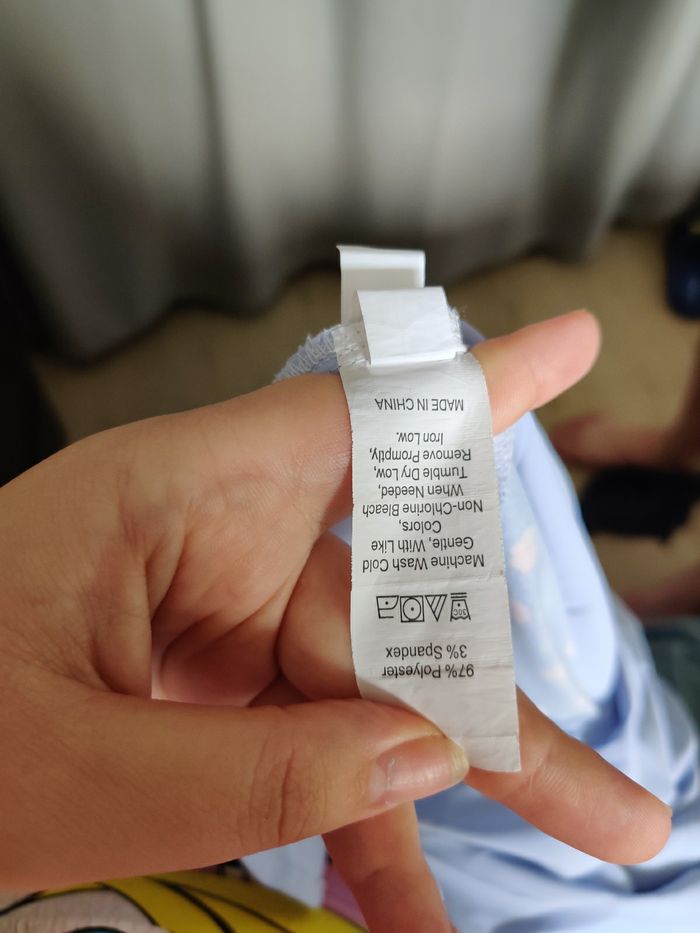 97% Polyester
3% Spandex
30C
Machine Wash Cold
Gentle, With Like
Colors,
Non-Chlorine Bleach
When Needed,
Tumble Dry Low,
Remove Promptly,
Iron Low.
MADE IN CHINA